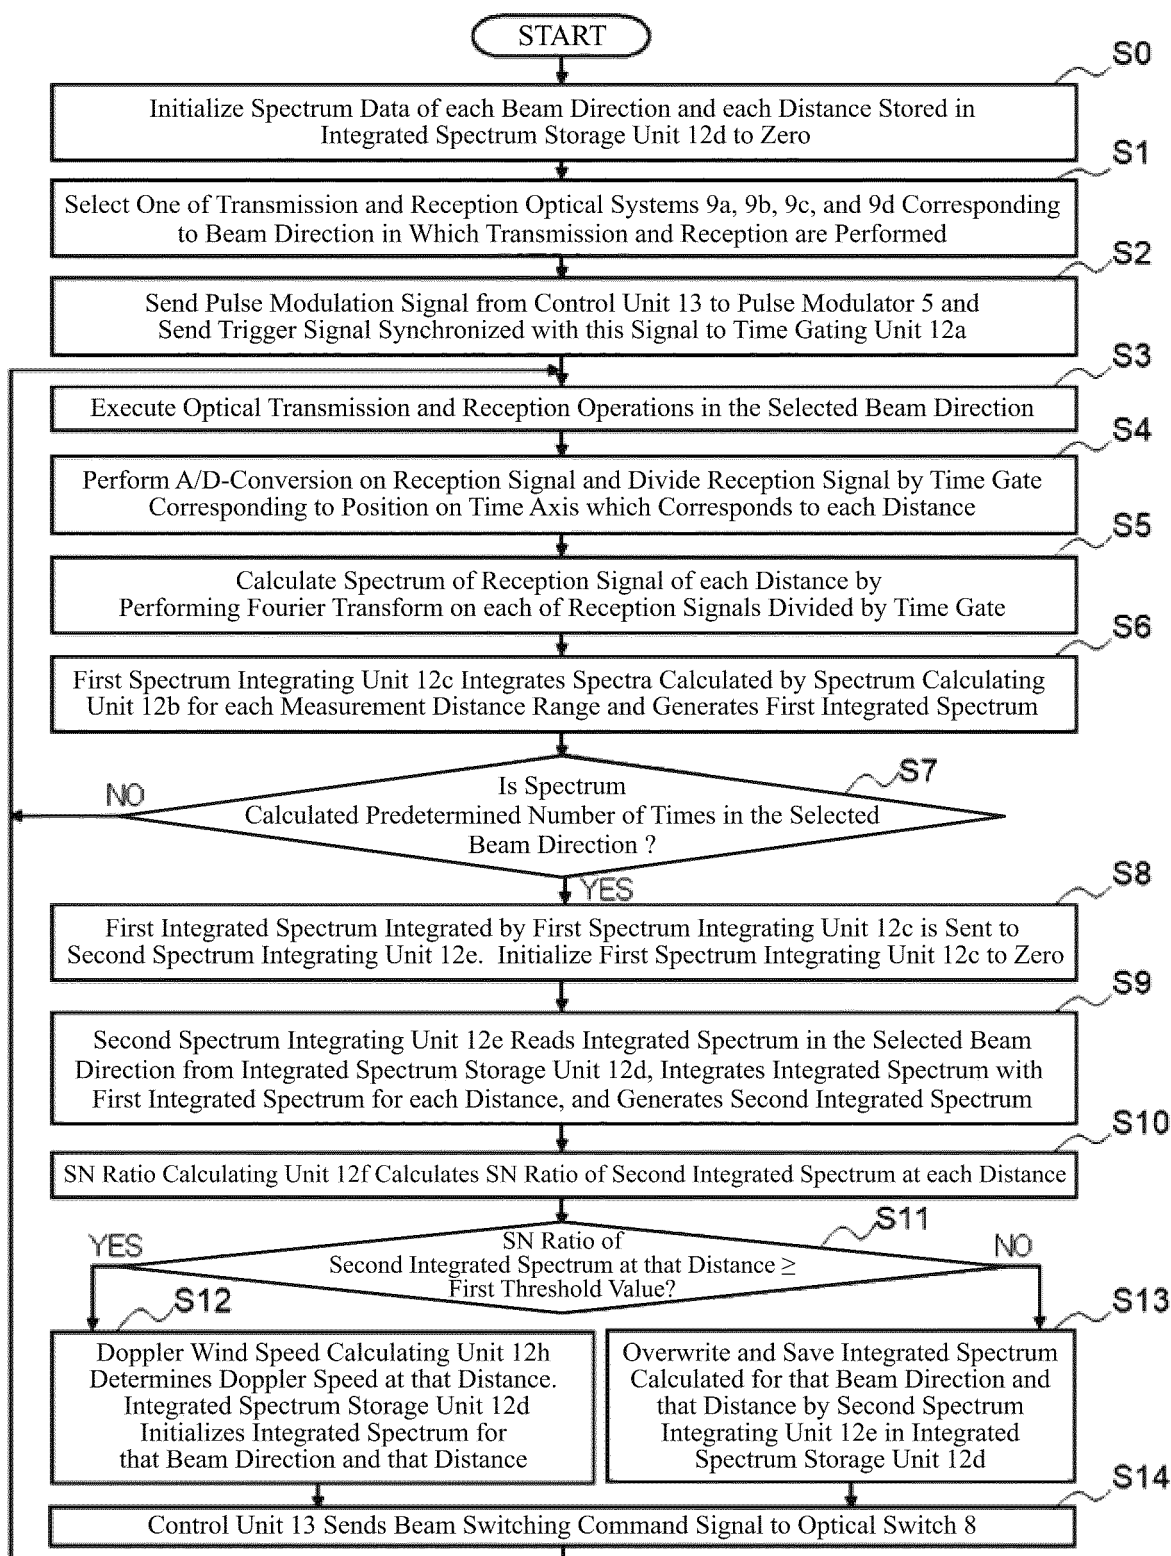 START
S0
Initialize Spectrum Data of each Beam Direction and each Distance Stored in
Integrated Spectrum Storage Unit 12d to Zero
S1
Select One of Transmission and Reception Optical Systems 9a, 9b, 9c, and 9d Corresponding
to Beam Direction in Which Transmission and Reception are Performed
S2
Send Pulse Modulation Signal from Control Unit 13 to Pulse Modulator 5 and
Send Trigger Signal Synchronized with this Signal to Time Gating Unit 12a
S3
Execute Optical Transmission and Reception Operations in the Selected Beam Direction
S4
Perform A/D-Conversion on Reception Signal and Divide Reception Signal by Time Gate
Corresponding to Position on Time Axis which Corresponds to each Distance
S5
Calculate Spectrum of Reception Signal of each Distance by
Performing Fourier Transform on each of Reception Signals Divided by Time Gate
S6
First Spectrum Integrating Unit 12c Integrates Spectra Calculated by Spectrum Calculating
Unit 12b for each Measurement Distance Range and Generates First Integrated Spectrum
S7
NO
Is Spectrum
Calculated Predetermined Number of Times in the Selected
Beam Direction ?
YES
S8
First Integrated Spectrum Integrated by First Spectrum Integrating Unit 12c is Sent to
Second Spectrum Integrating Unit 12e. Initialize First Spectrum Integrating Unit 12c to Zero
S9
Second Spectrum Integrating Unit 12e Reads Integrated Spectrum in the Selected Beam
Direction from Integrated Spectrum Storage Unit 12d, Integrates Integrated Spectrum with
First Integrated Spectrum for each Distance, and Generates Second Integrated Spectrum
S10
SN Ratio Calculating Unit 12f Calculates SN Ratio of Second Integrated Spectrum at each Distance
S11
YES
NO
SN Ratio of
Second Integrated Spectrum at that Distance ≥
First Threshold Value?
S12
Doppler Wind Speed Calculating Unit 12h
Determines Doppler Speed at that Distance.
Integrated Spectrum Storage Unit 12d
Initializes Integrated Spectrum for
that Beam Direction and that Distance
S13
Overwrite and Save Integrated Spectrum
Calculated for that Beam Direction and
that Distance by Second Spectrum
Integrating Unit 12e in Integrated
Spectrum Storage Unit 12d
S14
Control Unit 13 Sends Beam Switching Command Signal to Optical Switch 8